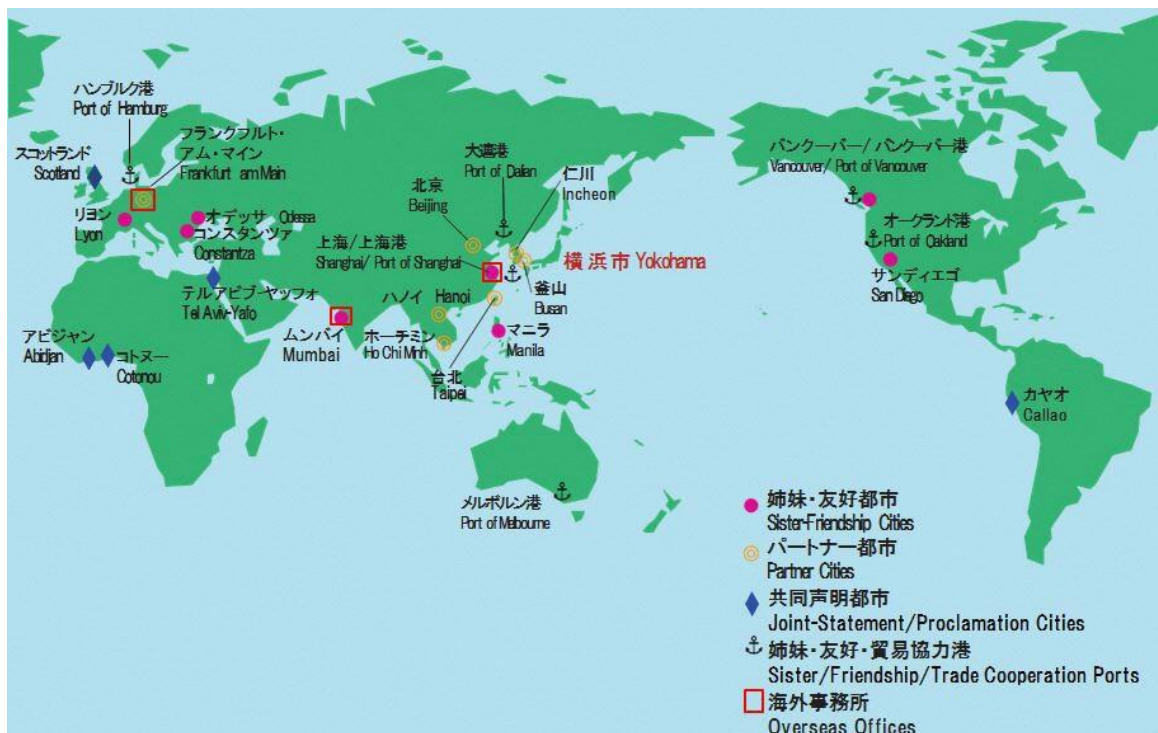 ハンブルク港
Port of Hamburg
フランクフルト・
アム・マイン
Frankfurt am Main
スコットランド
Scotland
リヨン
Lyon
オデッサ Odessa
コンスタンツァ
Constantza
テルアビブ-ヤッフォ
Tel Aviv-Yafo
アビジャン
Abidjan
コトヌー
Cotonou
ムンバイ
Mumbai
大連港
Port of Dalian
北京
Beijing
仁川
Incheon
上海/上海港
Shanghai/ Port of Shanghai
横浜市 Yokohama
釜山
Busan
ハノイ Hanoi
ホーチミン
Ho Chi Minh
マニラ
Manila
台北
Taipei
メルボルン港
Port of Melbourne
バンクーバー/バンクーバー港
Vancouver/ Port of Vancouver
オークランド港
Port of Oakland
サンディエゴ
San Diego
カヤオ
Callao
姉妹・友好都市
Sister-Friendship Cities
パートナー都市
Partner Cities
共同声明都市
Joint-Statement/Proclamation Cities
姉妹・友好・貿易協力港
Sister/Friendship/Trade Cooperation Ports
海外事務所
Overseas Offices